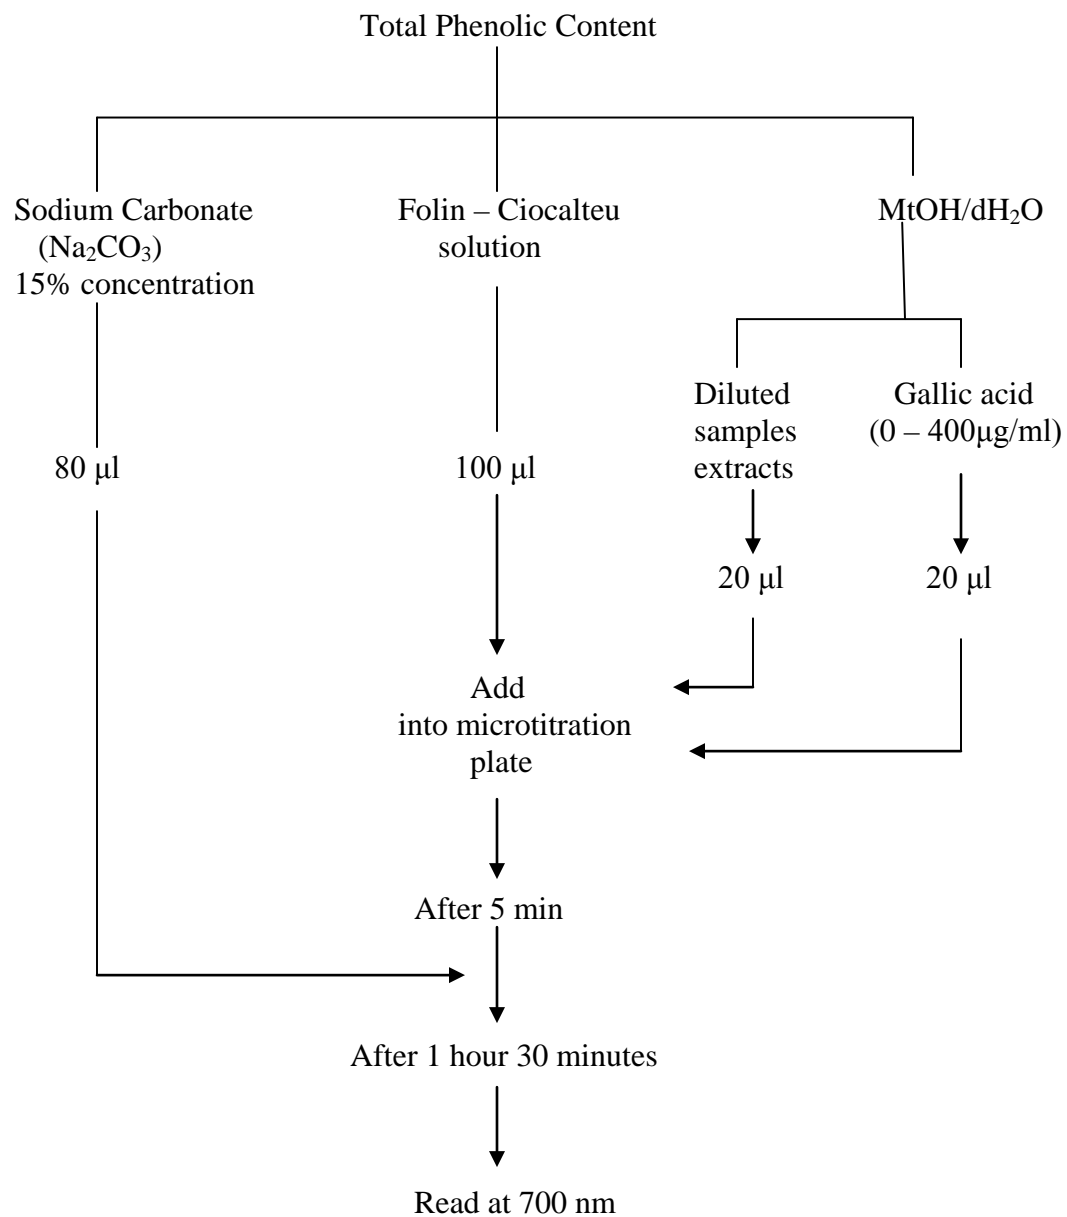 Total Phenolic Content
Sodium Carbonate
(Na₂CO₃)
15% concentration
Folin – Ciocalteu
solution
MtOH/dH₂O
Diluted
samples
extracts
Gallic acid
(0 – 400μg/ml)
80 μl
100 μl
20 μl
20 μl
Add
into microtitration
plate
After 5 min
After 1 hour 30 minutes
Read at 700 nm